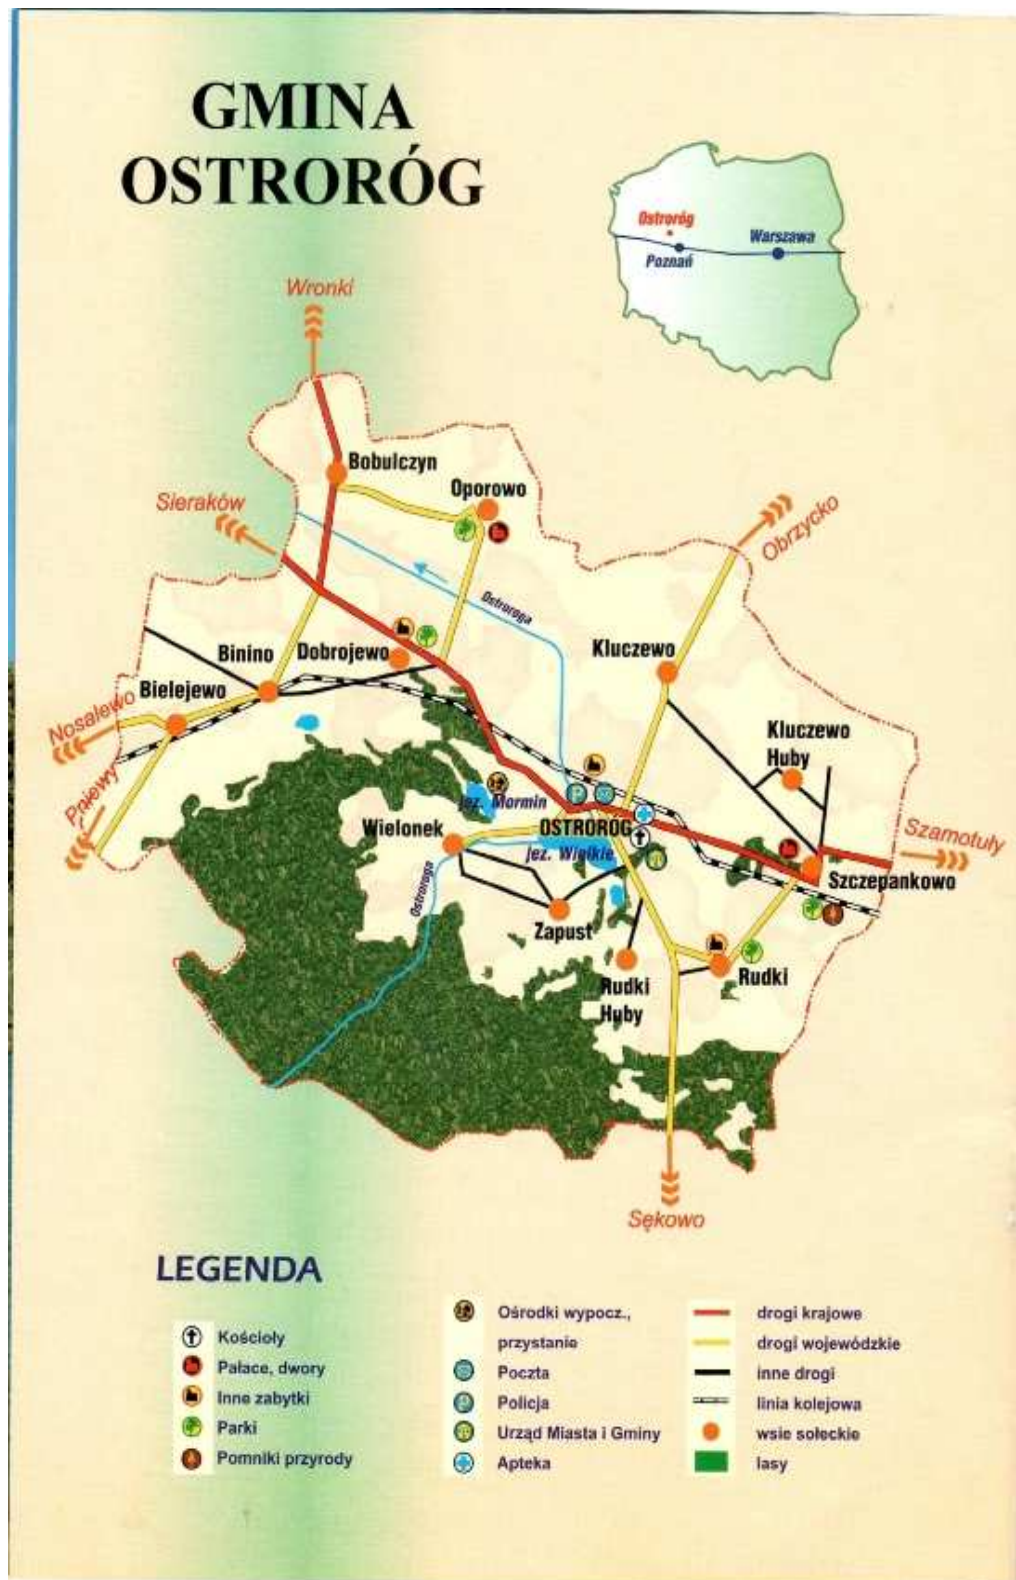 GMINA
OSTRORÓG
Ostroróg
Warszawa
Poznań
Wronki
Bobulczyn
Sieraków
Oporowo
Obrzycko
Ostroroga
Kluczewo
Binino
Dobrojewo
Bielejewo
Nosalewo
Kluczewo
Huby
Pniewy
jez. Mormin
Wielonek
OSTRORÓG
Szamotuły
jez. Wielkie
Ostroroga
Szczepankowo
Zapust
Rudki
Rudki
Huby
Sękowo
LEGENDA
Kościoły
Pałace, dwory
Inne zabytki
Parki
Pomniki przyrody
Ośrodki wypocz.,
przystanie
Poczta
Policja
Urząd Miasta i Gminy
Apteka
drogi krajowe
drogi wojewódzkie
inne drogi
linia kolejowa
wsie sołeckie
lasy